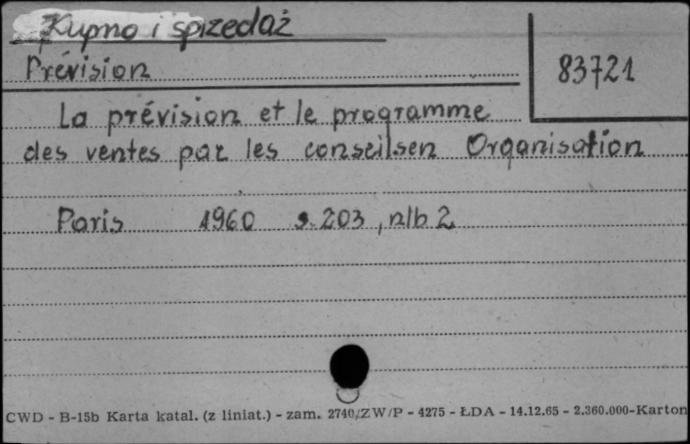 Kupno i sprzedaż
Prévision
83721
La prévision et le programme
des ventes par les conseilsen Organisation
Paris 1960 s. 203, nlb 2
CWD - B-15b Karta katal. (z liniat.) - zam. 2740/ZW/P - 4275 - ŁDA - 14.12.65 - 2.360.000-Karton